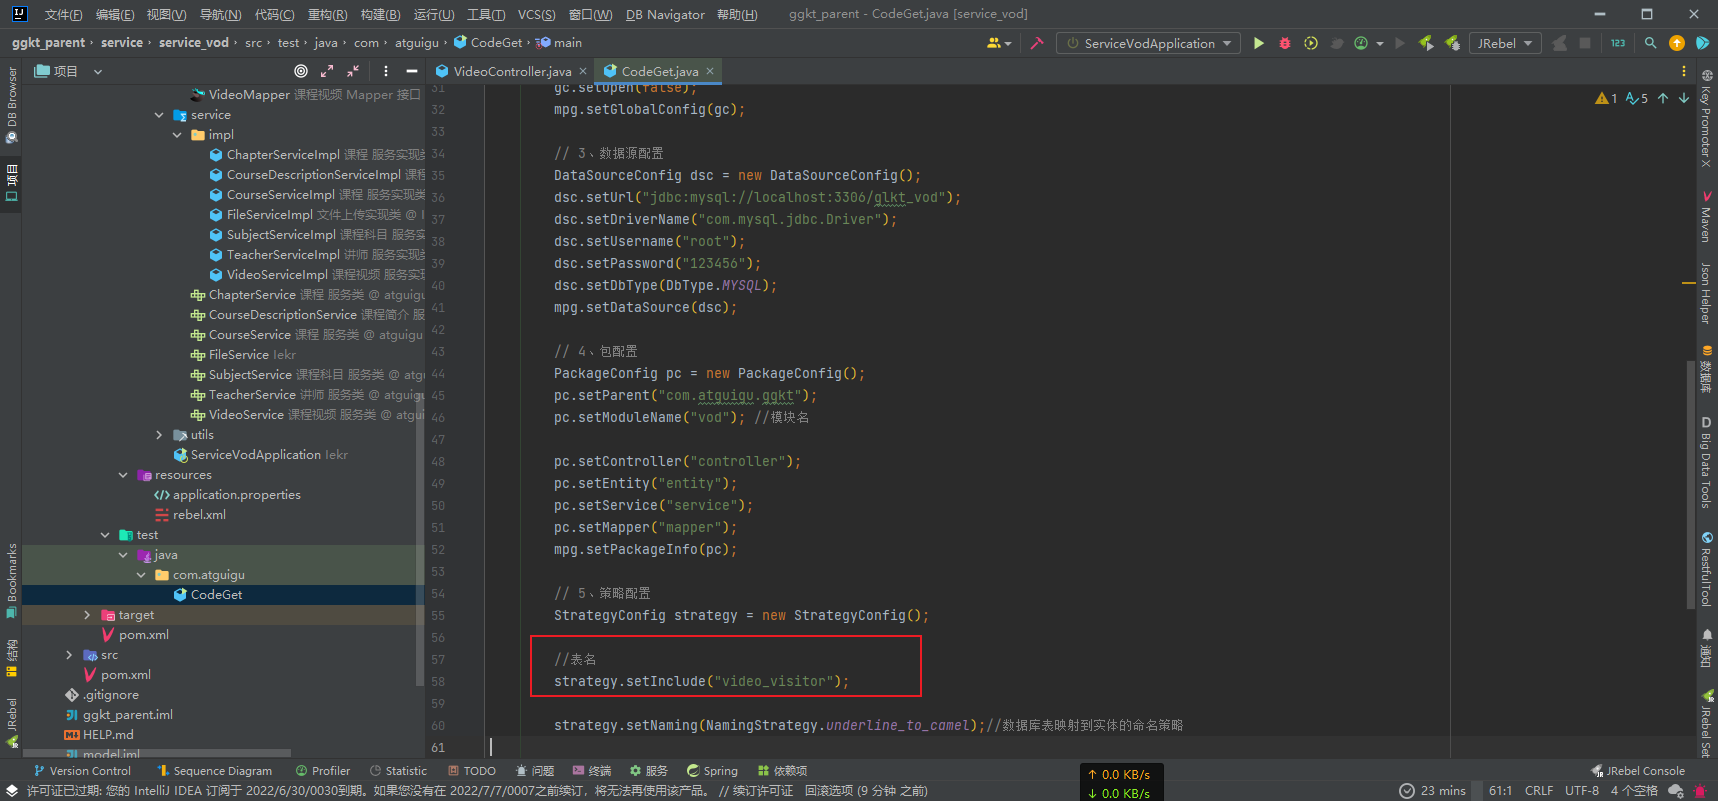 文件(F) 编辑(E) 视图(V) 导航(N) 代码(C) 重构(R) 构建(B) 运行(U) 工具(T) VCS(S) 窗口(W) DB Navigator 帮助(H) ggkt_parent - CodeGet.java [service_vod]
ggkt_parent service service_vod src test java com atguigu CodeGet main ServiceVodApplication JRebel
项目
VideoController.java CodeGet.java
DB Browser
项目
Bookmarks
结构
JRebel
VideoMapper 课程视频 Mapper 接口
service
impl
ChapterServiceImpl 课程 服务实现类
CourseDescriptionServiceImpl 课程
CourseServiceImpl 课程 服务实现类
FileServiceImpl 文件上传实现类 @ l
SubjectServiceImpl 课程科目 服务实
TeacherServiceImpl 讲师 服务实现类
VideoServiceImpl 课程视频 服务实
ChapterService 课程 服务类 @ atguigu
CourseDescriptionService 课程简介 服
CourseService 课程 服务类 @ atguigu
FileService lekr
SubjectService 课程科目 服务类 @ atgu
TeacherService 讲师 服务类 @ atguigu
VideoService 课程视频 服务类 @ atgui
utils
ServiceVodApplication lekr
resources
application.properties
rebel.xml
test
java
com.atguigu
CodeGet
target
pom.xml
src
pom.xml
.gitignore
ggkt_parent.iml
HELP.md
model.iml
31 gc.setOpen(false);
32 mpg.setGlobalConfig(gc);
33
34 // 3、数据源配置
35 DataSourceConfig dsc = new DataSourceConfig();
36 dsc.setUrl("jdbc:mysql://localhost:3306/glkt_vod");
37 dsc.setDriverName("com.mysql.jdbc.Driver");
38 dsc.setUsername("root");
39 dsc.setPassword("123456");
40 dsc.setDbType(DbType.MYSQL);
41 mpg.setDataSource(dsc);
42
43 // 4、包配置
44 PackageConfig pc = new PackageConfig();
45 pc.setParent("com.atguigu.ggkt");
46 pc.setModuleName("vod"); //模块名
47
48 pc.setController("controller");
49 pc.setEntity("entity");
50 pc.setService("service");
51 pc.setMapper("mapper");
52 mpg.setPackageInfo(pc);
53
54 // 5、策略配置
55 StrategyConfig strategy = new StrategyConfig();
56
57 //表名
58 strategy.setInclude("video_visitor");
59
60 strategy.setNaming(NamingStrategy.underline_to_camel);//数据库表映射到实体的命名策略
61
1 5
Key Promoter X
Maven
Json Helper
数据库
D Big Data Tools
RestfulTool
通知
JRebel Set
Version Control Sequence Diagram Profiler Statistic TODO 问题 终端 服务 Spring 依赖项 JRebel Console
↑ 0.0 KB/s
↓ 0.0 KB/s
许可证已过期: 您的 IntelliJ IDEA 订阅于 2022/6/30/0030到期。如果您没有在 2022/7/7/0007之前续订，将无法再使用该产品。 // 续订许可证 回滚选项 (9 分钟 之前) 23 mins 61:1 CRLF UTF-8 4 个空格